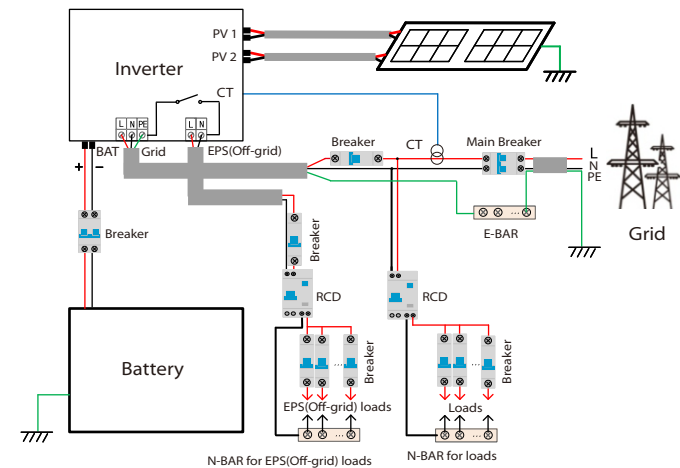 PV 1
PV 2
Inverter
CT
L N PE
L N
BAT
Grid
EPS(Off-grid)
+
−
Breaker
CT
Main Breaker
L
N
PE
Breaker
Breaker
E-BAR
Grid
RCD
RCD
Battery
...
Breaker
...
Breaker
EPS(Off-grid) loads
Loads
...
...
...
N-BAR for EPS(Off-grid) loads
N-BAR for loads